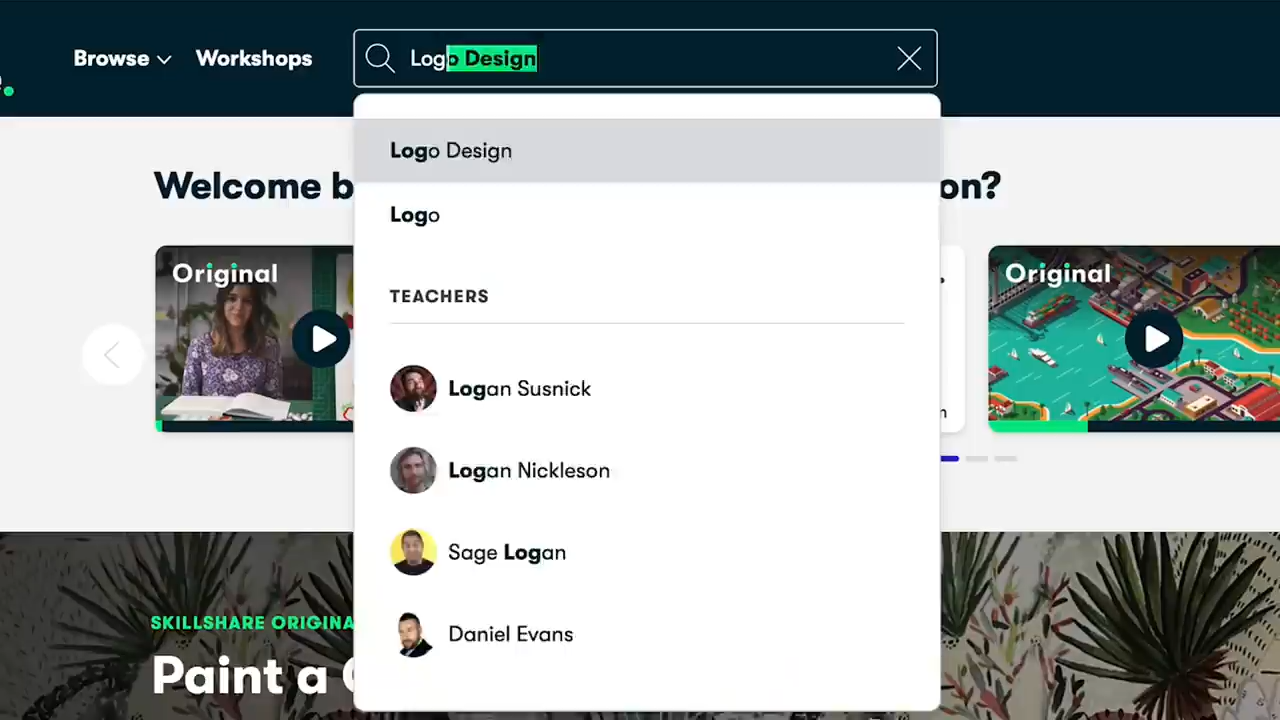 Browse Workshops
Logo Design
Logo Design
Logo
Welcome b
on?
Original
Original
TEACHERS
Logan Susnick
Logan Nickleson
Sage Logan
Daniel Evans
SKILLSHARE ORIGINA
Paint a